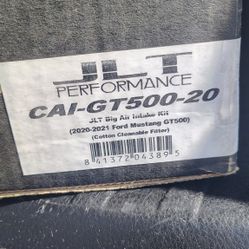 JLT
PERFORMANCE
CAI-GT500-20
JLT Big Air Intake Kit
(2020-2021 Ford Mustang GT500)
(Cotton Cleanable Filter)
8 41372 04389 5